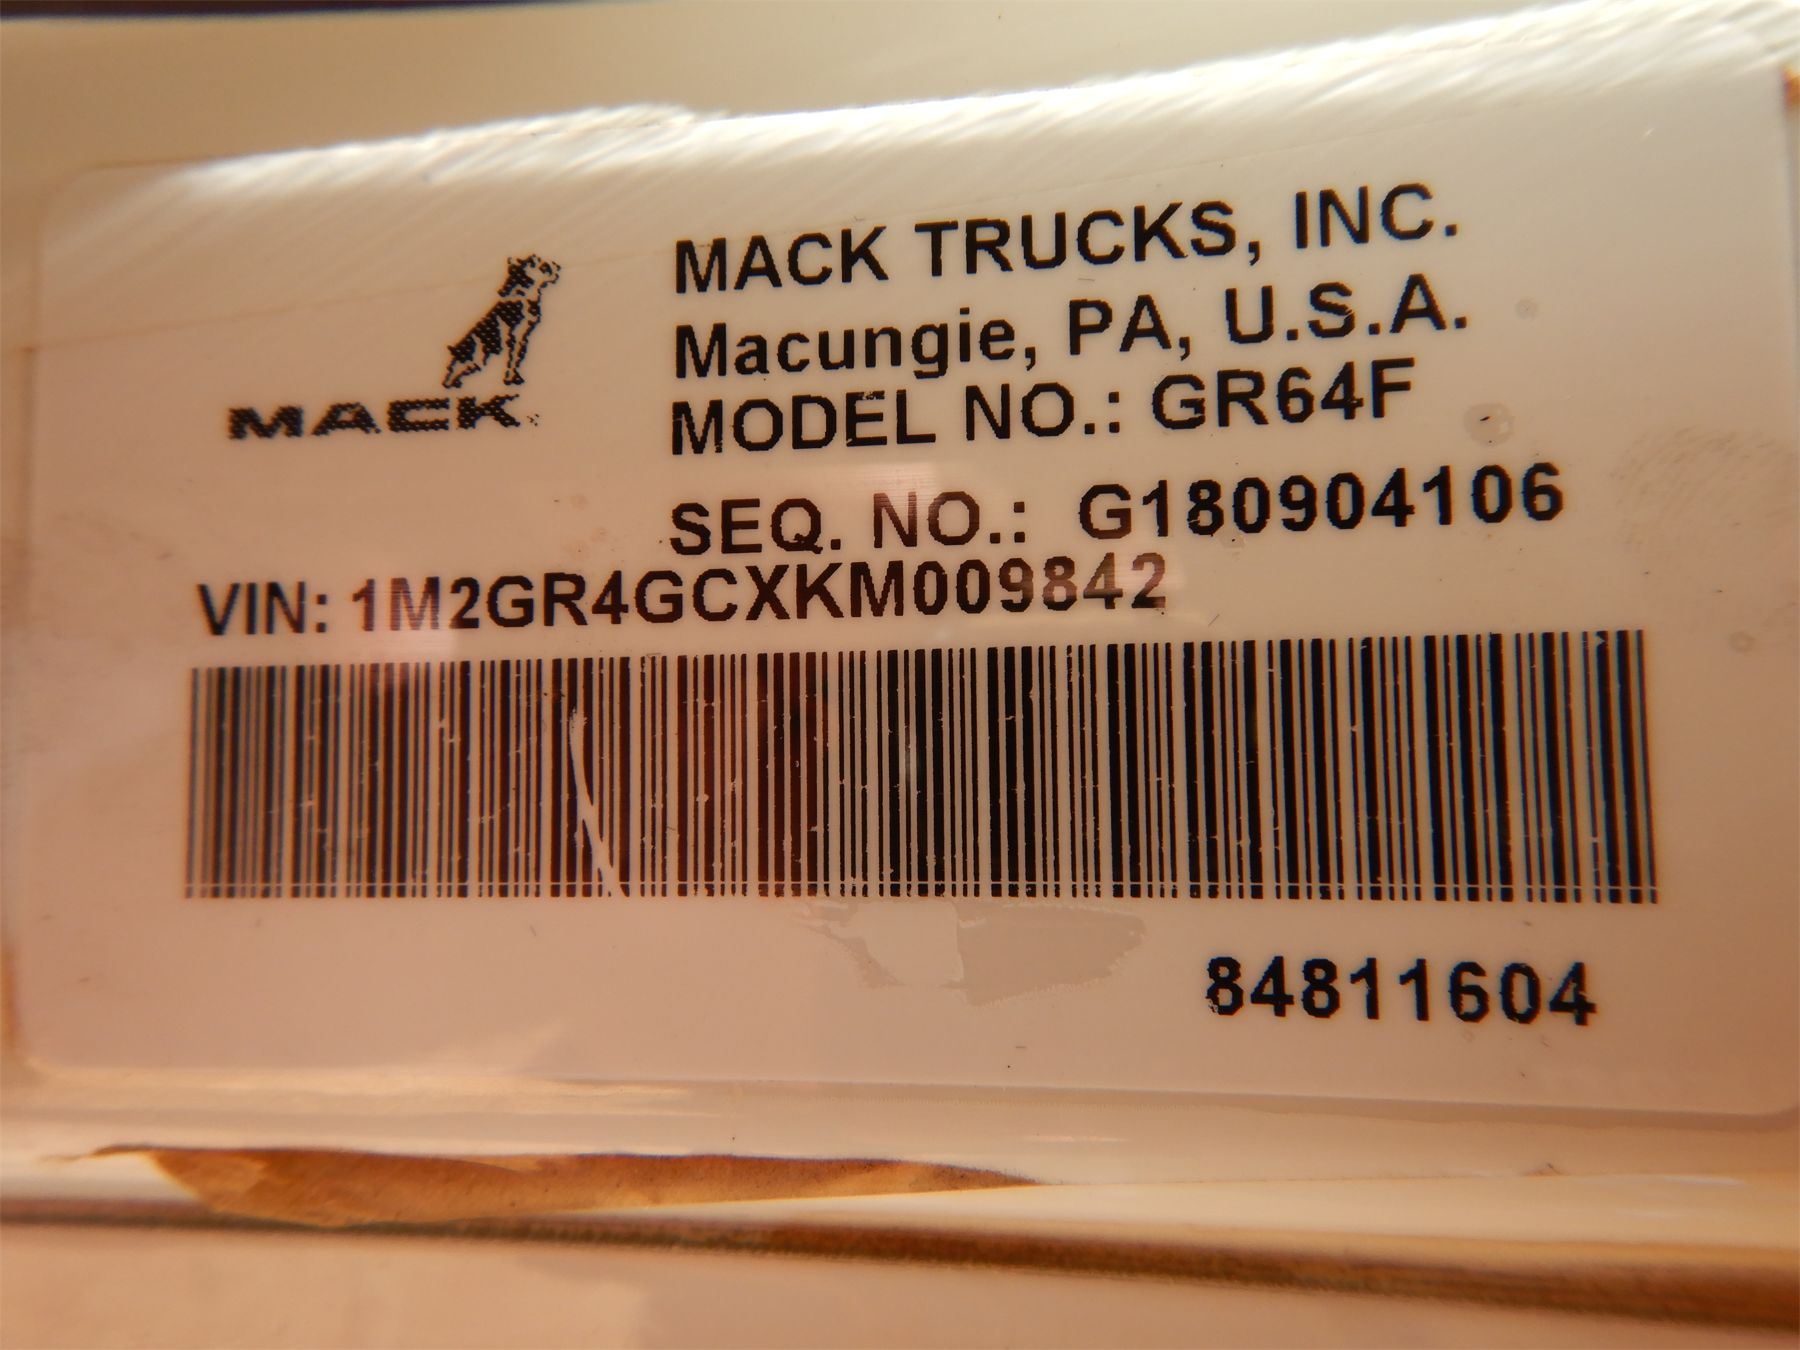 MACK
MACK TRUCKS, INC.
Macungie, PA, U.S.A.
MODEL NO.: GR64F
SEQ. NO.: G180904106
VIN: 1M2GR4GCXKM009842
84811604